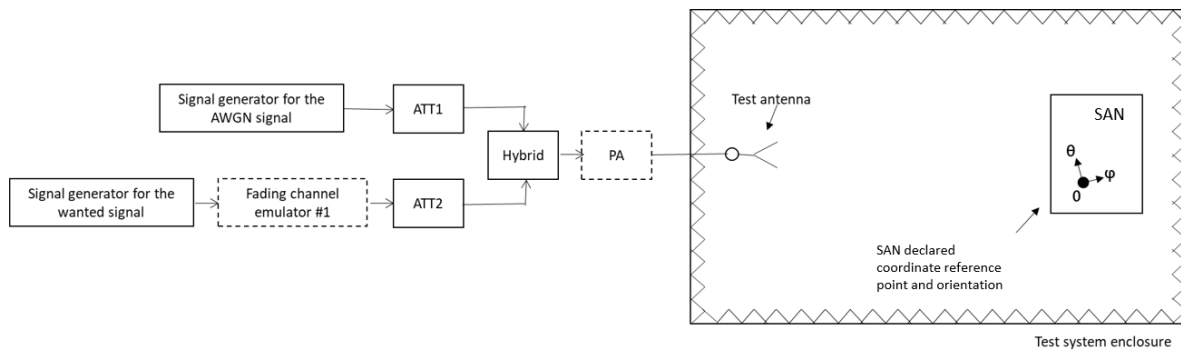 Signal generator for the
AWGN signal
ATT1
Hybrid
PA
Signal generator for the
wanted signal
Fading channel
emulator #1
ATT2
Test antenna
SAN
θ
φ
0
SAN declared
coordinate reference
point and orientation
Test system enclosure